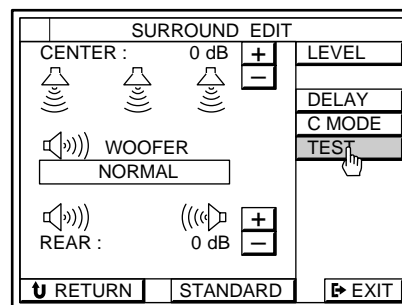 SURROUND EDIT
CENTER : 0 dB + LEVEL
−
DELAY
C MODE
WOOFER TEST
NORMAL
+
REAR : 0 dB −
RETURN STANDARD EXIT